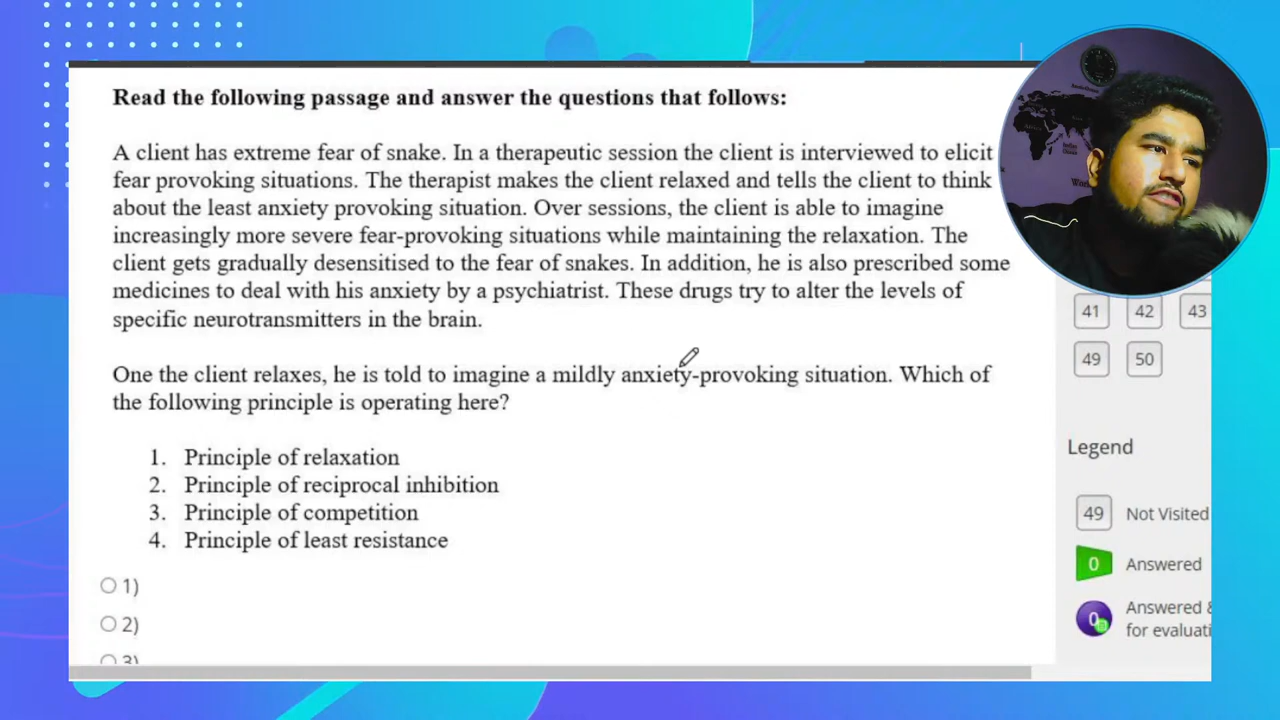 Read the following passage and answer the questions that follows:
A client has extreme fear of snake. In a therapeutic session the client is interviewed to elicit
fear provoking situations. The therapist makes the client relaxed and tells the client to think
about the least anxiety provoking situation. Over sessions, the client is able to imagine
increasingly more severe fear-provoking situations while maintaining the relaxation. The
client gets gradually desensitised to the fear of snakes. In addition, he is also prescribed some
medicines to deal with his anxiety by a psychiatrist. These drugs try to alter the levels of
specific neurotransmitters in the brain.
One the client relaxes, he is told to imagine a mildly anxiety-provoking situation. Which of
the following principle is operating here?
1. Principle of relaxation
2. Principle of reciprocal inhibition
3. Principle of competition
4. Principle of least resistance
1)
2)
3)
41 42 43
49 50
Legend
49 Not Visited
0 Answered
0 Answered &
for evaluati